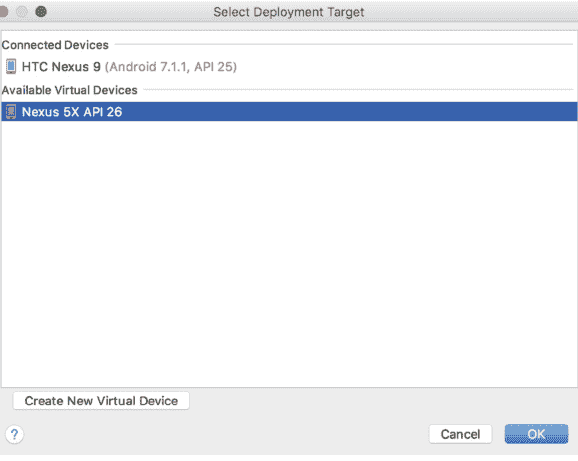 Select Deployment Target
Connected Devices
HTC Nexus 9 (Android 7.1.1, API 25)
Available Virtual Devices
Nexus 5X API 26
Create New Virtual Device
?
Cancel
OK